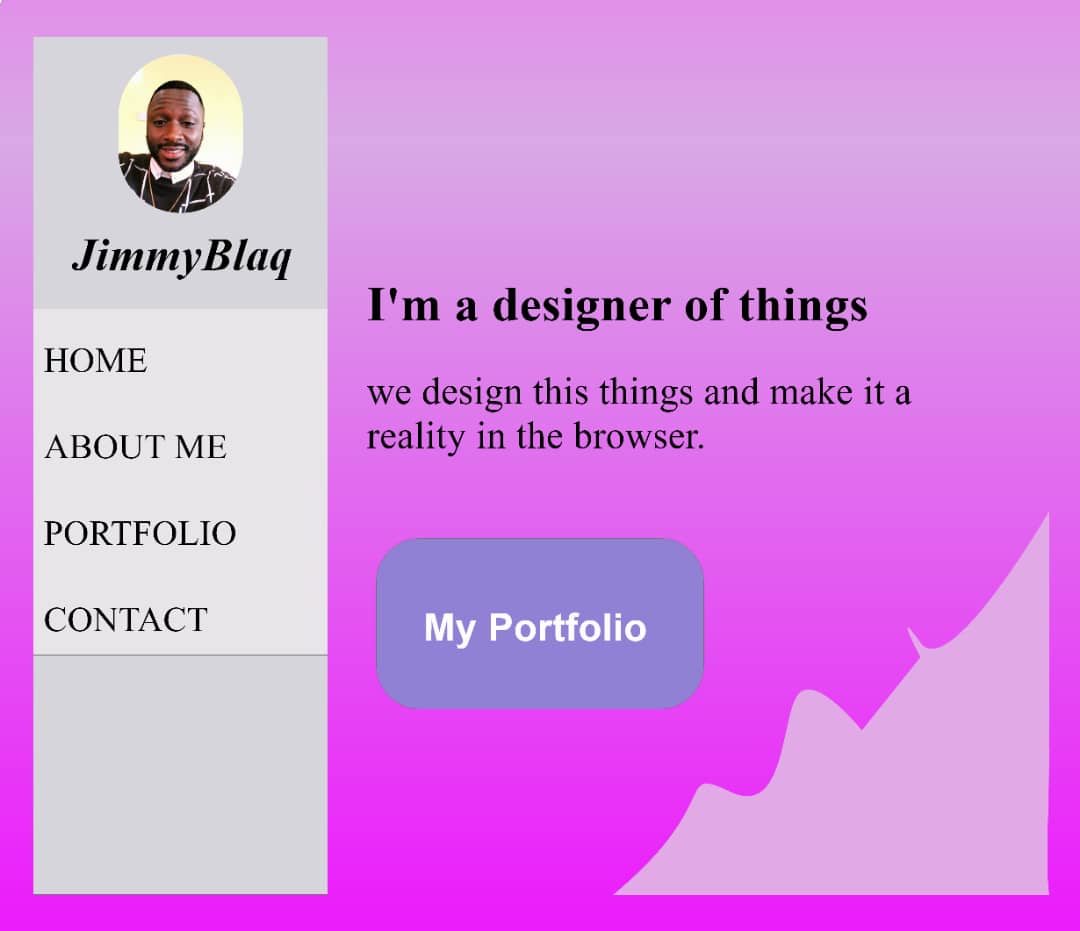 JimmyBlaq
HOME
ABOUT ME
PORTFOLIO
CONTACT
I'm a designer of things
we design this things and make it a
reality in the browser.
My Portfolio